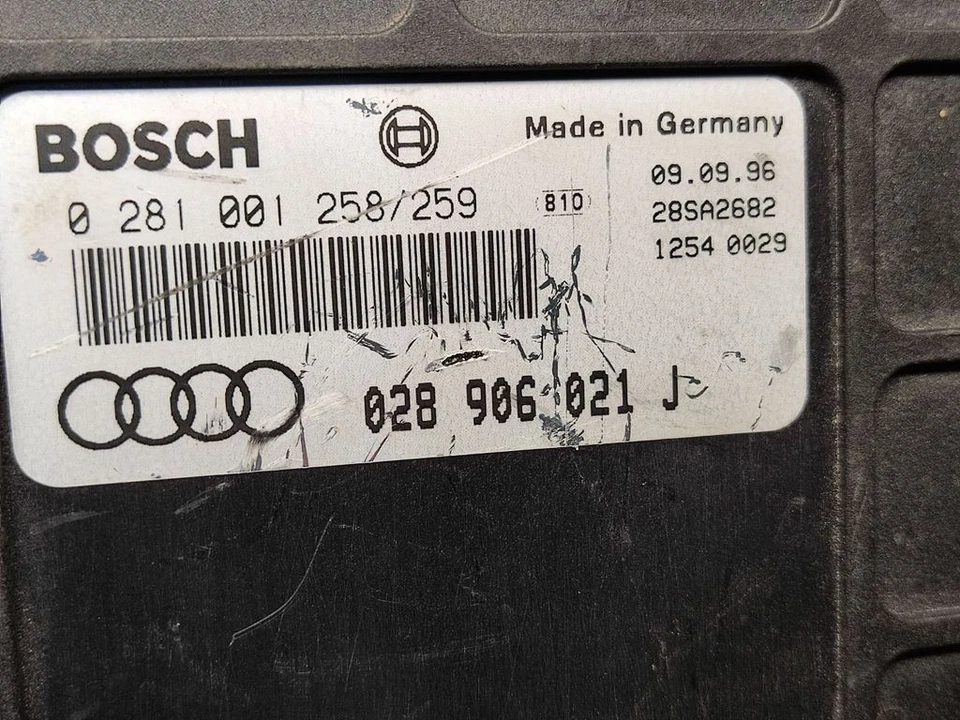 BOSCH
Made in Germany
0 281 001 258/259
810
09.09.96
28SA2682
1254 0029
028 906 021 J